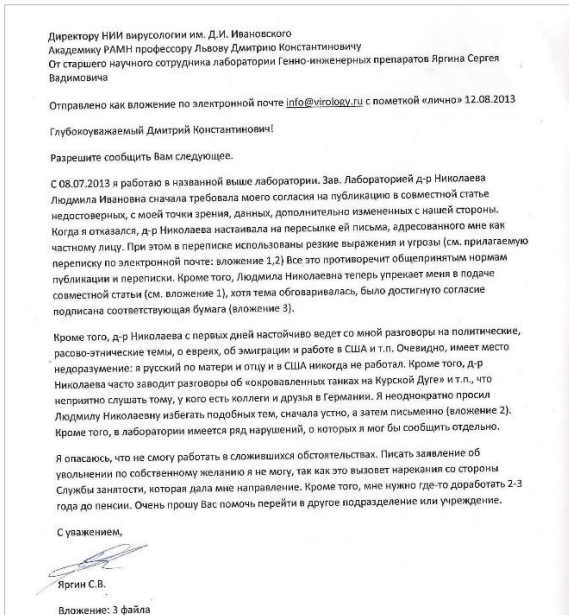 Директору НИИ вирусологии им. Д.И. Ивановского
Академику РАМН профессору Львову Дмитрию Константиновичу
От старшего научного сотрудника лаборатории Генно-инженерных препаратов Яргина Сергея
Вадимовича
Отправлено как вложение по электронной почте info@virology.ru с пометкой «лично» 12.08.2013
Глубокоуважаемый Дмитрий Константинович!
Разрешите сообщить Вам следующее.
С 08.07.2013 я работаю в названной выше лаборатории. Зав. Лабораторией д-р Николаева
Людмила Ивановна сначала требовала моего согласия на публикацию в совместной статье
недостоверных, с моей точки зрения, данных, дополнительно измененных с нашей стороны.
Когда я отказался, д-р Николаева настаивала на пересылке ей письма, адресованного мне как
частному лицу. При этом в переписке использованы резкие выражения и угрозы (см. прилагаемую
переписку по электронной почте: вложение 1,2) Все это противоречит общепринятым нормам
публикации и переписки. Кроме того, Людмила Николаевна теперь упрекает меня в подаче
совместной статьи (см. вложение 1), хотя тема обговаривалась, было достигнуто согласие
подписана соответствующая бумага (вложение 3).
Кроме того, д-р Николаева с первых дней настойчиво ведет со мной разговоры на политические,
расово-этнические темы, о евреях, об эмиграции и работе в США и т.п. Очевидно, имеет место
недоразумение: я русский по матери и отцу и в США никогда не работал. Кроме того, д-р
Николаева часто заводит разговоры об «окровавленных танках на Курской Дуге» и т.п., что
неприятно слушать тому, у кого есть коллеги и друзья в Германии. Я неоднократно просил
Людмилу Николаевну избегать подобных тем, сначала устно, а затем письменно (вложение 2).
Кроме того, в лаборатории имеется ряд нарушений, о которых я мог бы сообщить отдельно.
Я опасаюсь, что не смогу работать в сложившихся обстоятельствах. Писать заявление об
увольнении по собственному желанию я не могу, так как это вызовет нарекания со стороны
Службы занятости, которая дала мне направление. Кроме того, мне нужно где-то доработать 2-3
года до пенсии. Очень прошу Вас помочь перейти в другое подразделение или учреждение.
С уважением,
Яргин С.В.
Вложение: 3 файла